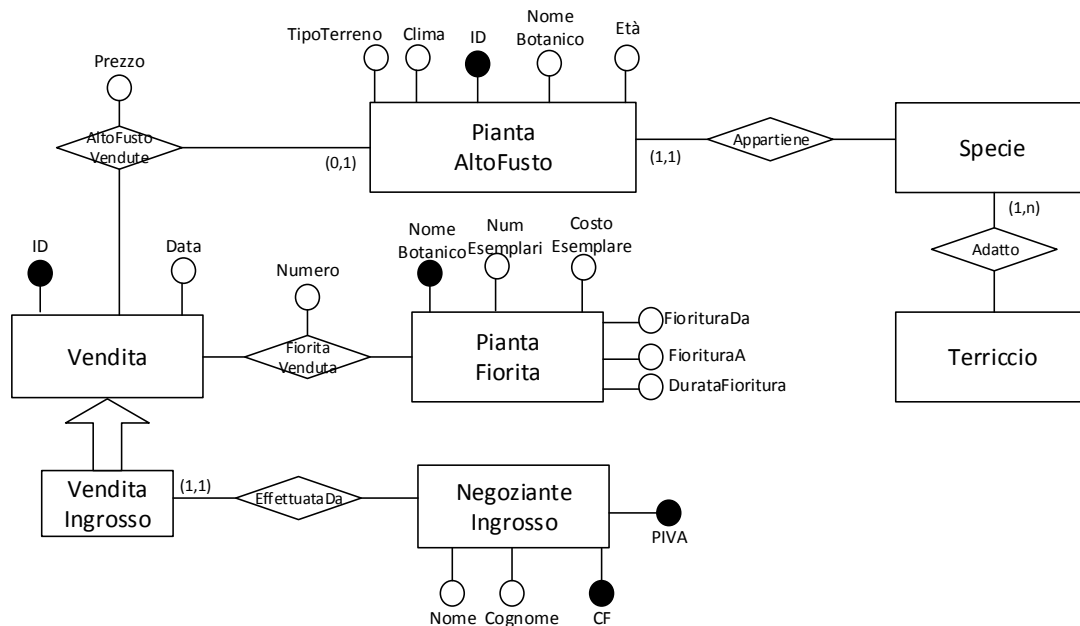 TipoTerreno
Clima
ID
Nome
Botanico
Età
Prezzo
AltoFusto
Vendute
(0,1)
Pianta
AltoFusto
(1,1)
Appartiene
Specie
(1,n)
Adatto
Terriccio
ID
Data
Numero
Nome
Botanico
Num
Esemplari
Costo
Esemplare
Vendita
Fiorita
Venduta
Pianta
Fiorita
FiorituraDa
FiorituraA
DurataFioritura
Vendita
Ingrosso
(1,1)
EffettuataDa
Negoziante
Ingrosso
PIVA
Nome
Cognome
CF